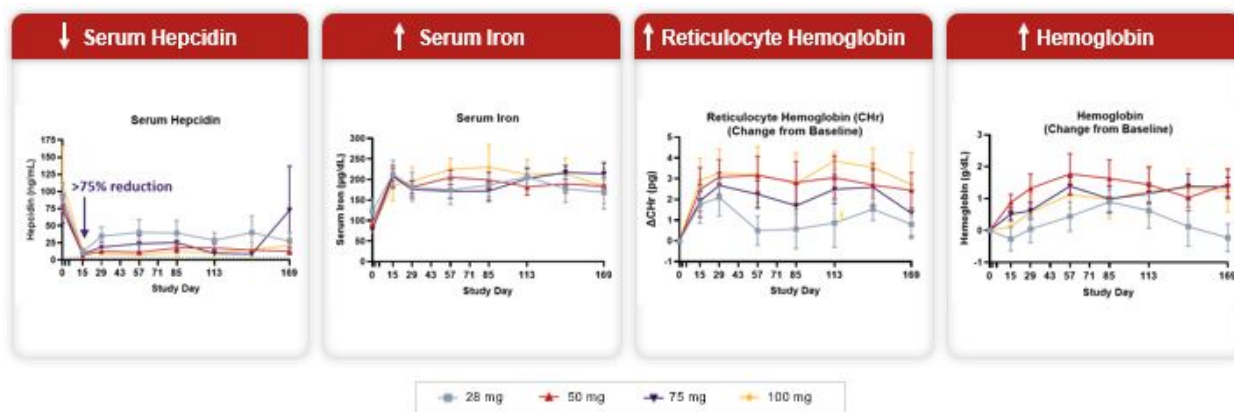 ↓ Serum Hepcidin
Serum Hepcidin
Hepcidin (ng/mL)
175
150
125
100
75
50
25
0
>75% reduction
0 15 29 43 57 71 85 113 169
Study Day
↑ Serum Iron
Serum Iron
Serum Iron (µg/dL)
300
250
200
150
100
50
0
0 15 29 43 57 71 85 113 169
Study Day
↑ Reticulocyte Hemoglobin
Reticulocyte Hemoglobin (CHr)
(Change from Baseline)
ΔCHr (pg)
5
4
3
2
1
0
-1
0 15 29 43 57 71 85 113 169
Study Day
↑ Hemoglobin
Hemoglobin
(Change from Baseline)
Hemoglobin (g/dL)
3
2
1
0
-1
0 15 29 43 57 71 85 113 169
Study Day
28 mg 50 mg 75 mg 100 mg